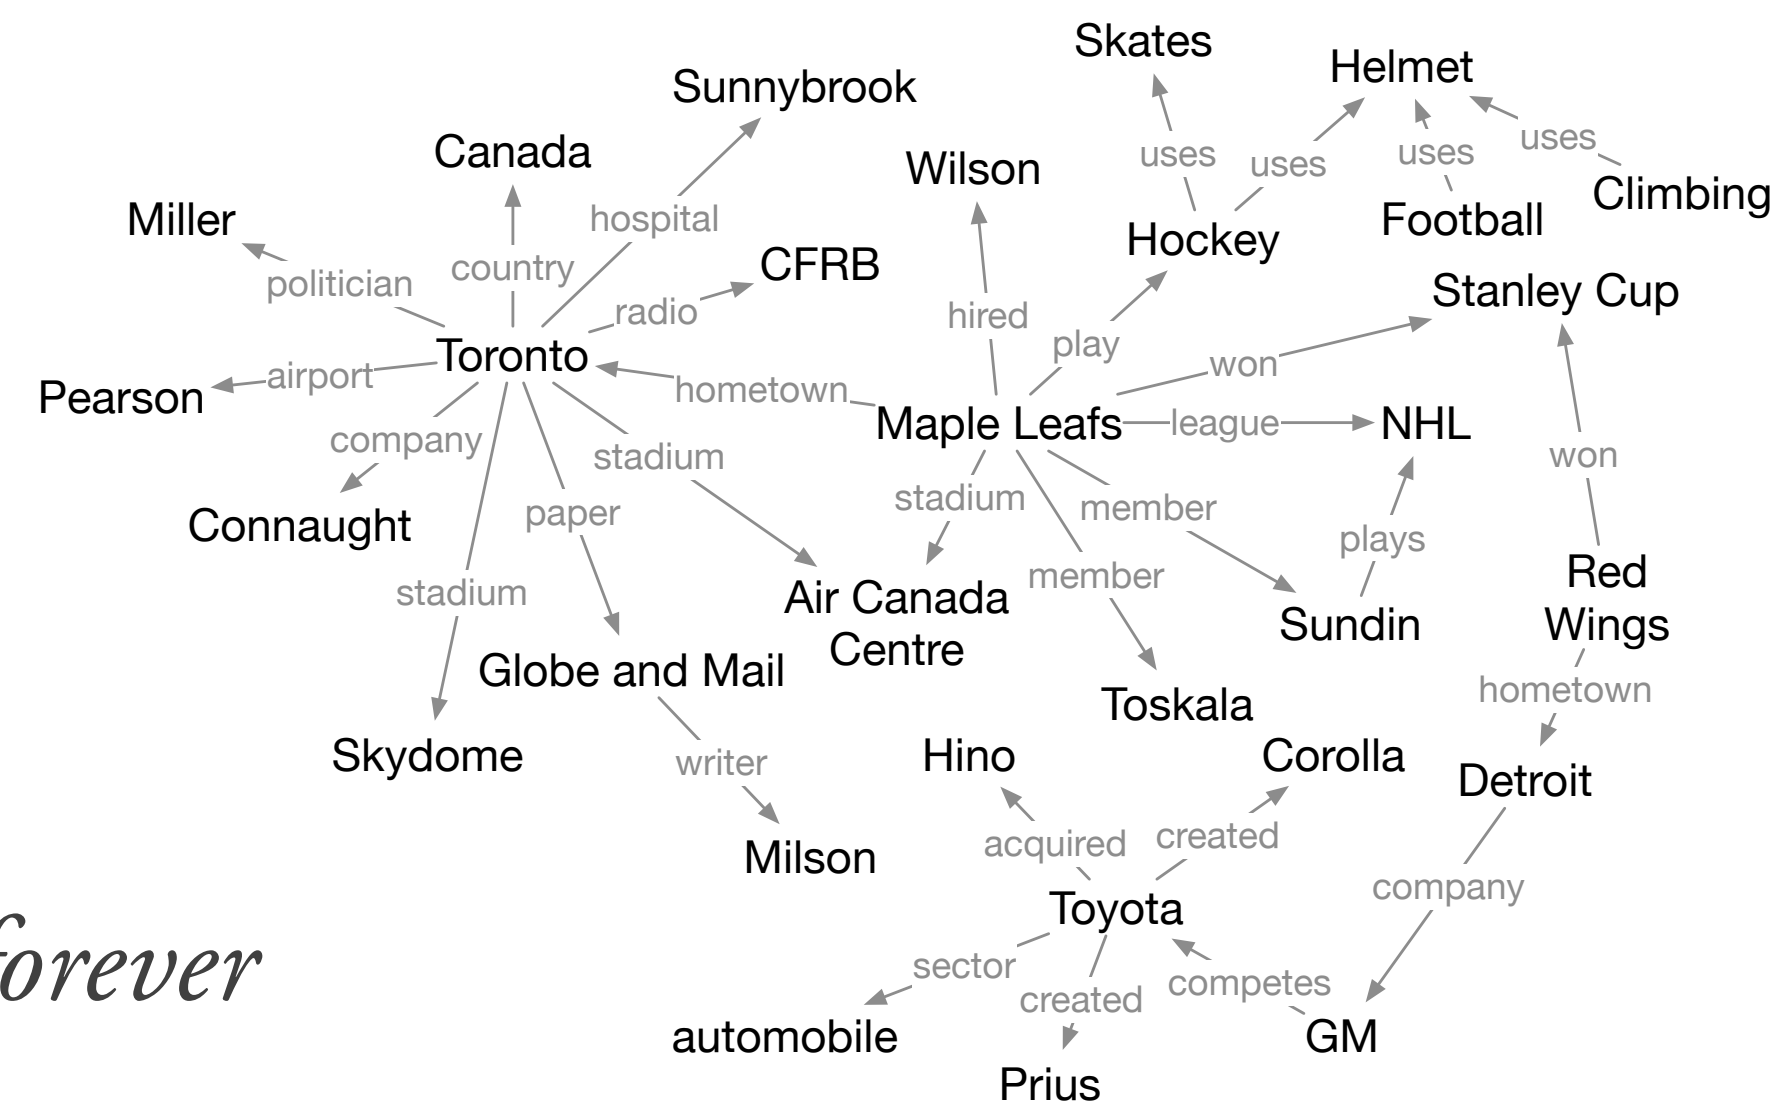 Skates
Helmet
Sunnybrook
uses
Canada
uses
uses
uses
Wilson
Climbing
Miller
hospital
Football
Hockey
country
CFRB
politician
Stanley Cup
radio
hired
play
Toronto
won
airport
hometown
Pearson
Maple Leafs
league
NHL
company
stadium
won
stadium
member
paper
Connaught
plays
member
Red
Wings
stadium
Air Canada
Centre
Sundin
Globe and Mail
hometown
Toskala
Skydome
writer
Hino
Corolla
Detroit
acquired
created
Milson
company
Toyota
forever
sector
competes
created
automobile
GM
Prius